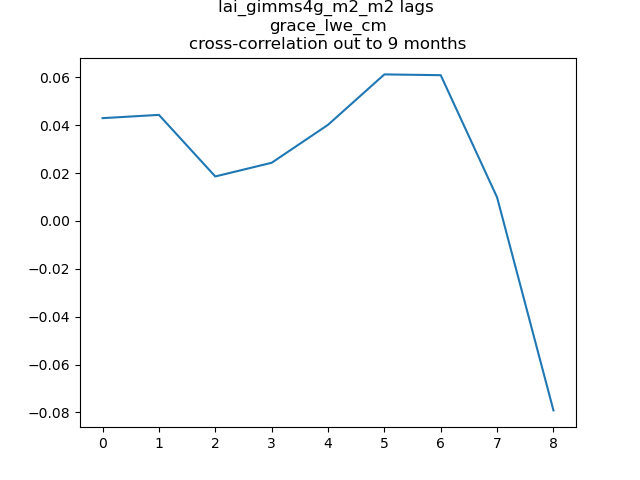 lai_gimms4g_m2_m2 lags
grace_lwe_cm
cross-correlation out to 9 months
0.06
0.04
0.02
0.00
−0.02
−0.04
−0.06
−0.08
0 1 2 3 4 5 6 7 8